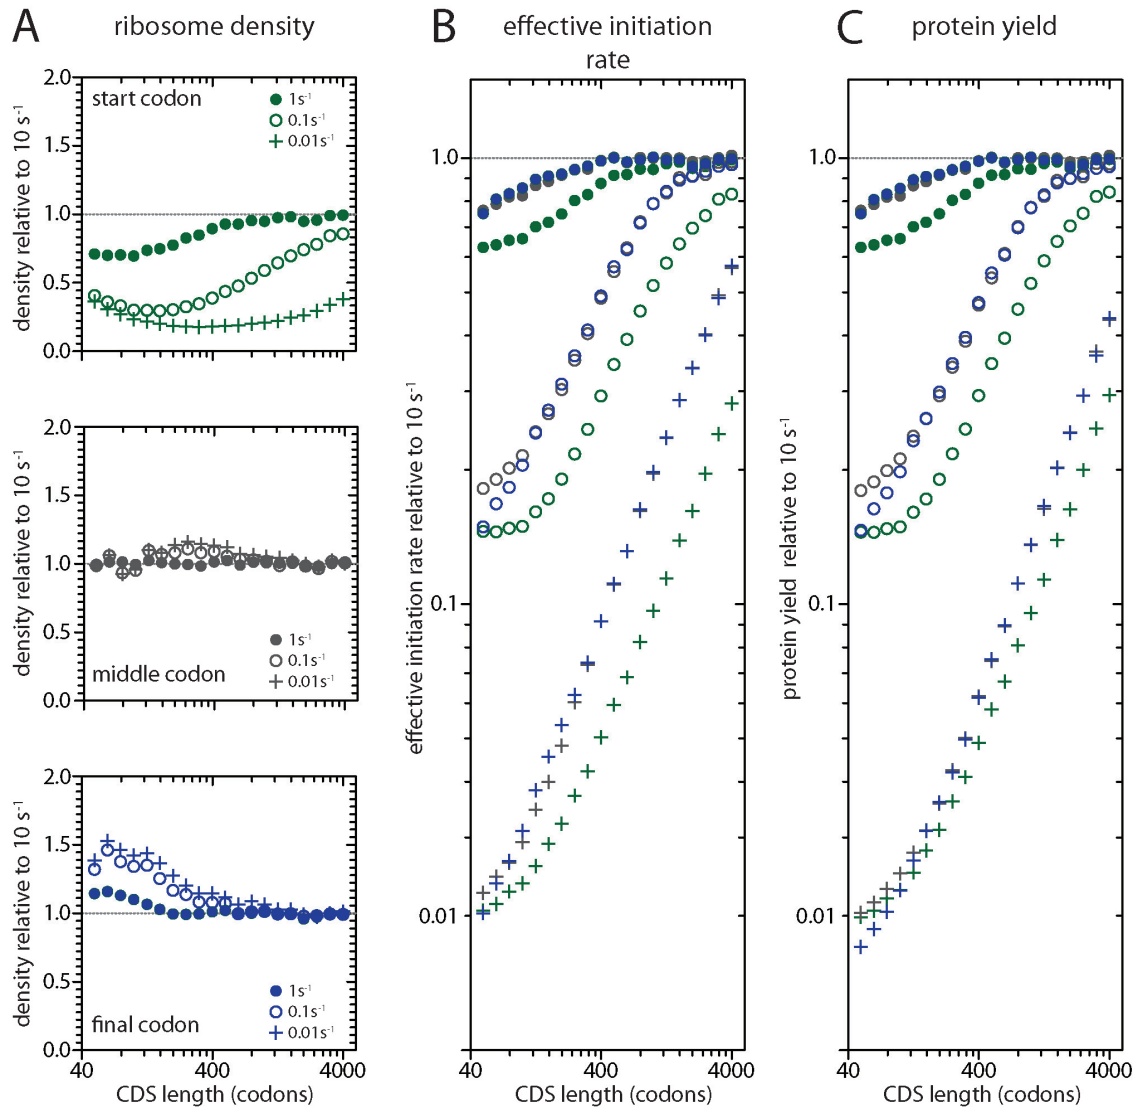 A
ribosome density
2.0
1.5
1.0
0.5
0.0
density relative to 10 s⁻¹
start codon
1s⁻¹
0.1s⁻¹
0.01s⁻¹
2.0
1.5
1.0
0.5
0.0
density relative to 10 s⁻¹
1s⁻¹
0.1s⁻¹
0.01s⁻¹
middle codon
2.0
1.5
1.0
0.5
0.0
density relative to 10 s⁻¹
1s⁻¹
0.1s⁻¹
0.01s⁻¹
final codon
40
400
4000
CDS length (codons)
B
effective initiation
rate
1.0
0.1
0.01
effective initiation rate relative to 10 s⁻¹
40
400
4000
CDS length (codons)
C
protein yield
1.0
0.1
0.01
protein yield relative to 10 s⁻¹
40
400
4000
CDS length (codons)